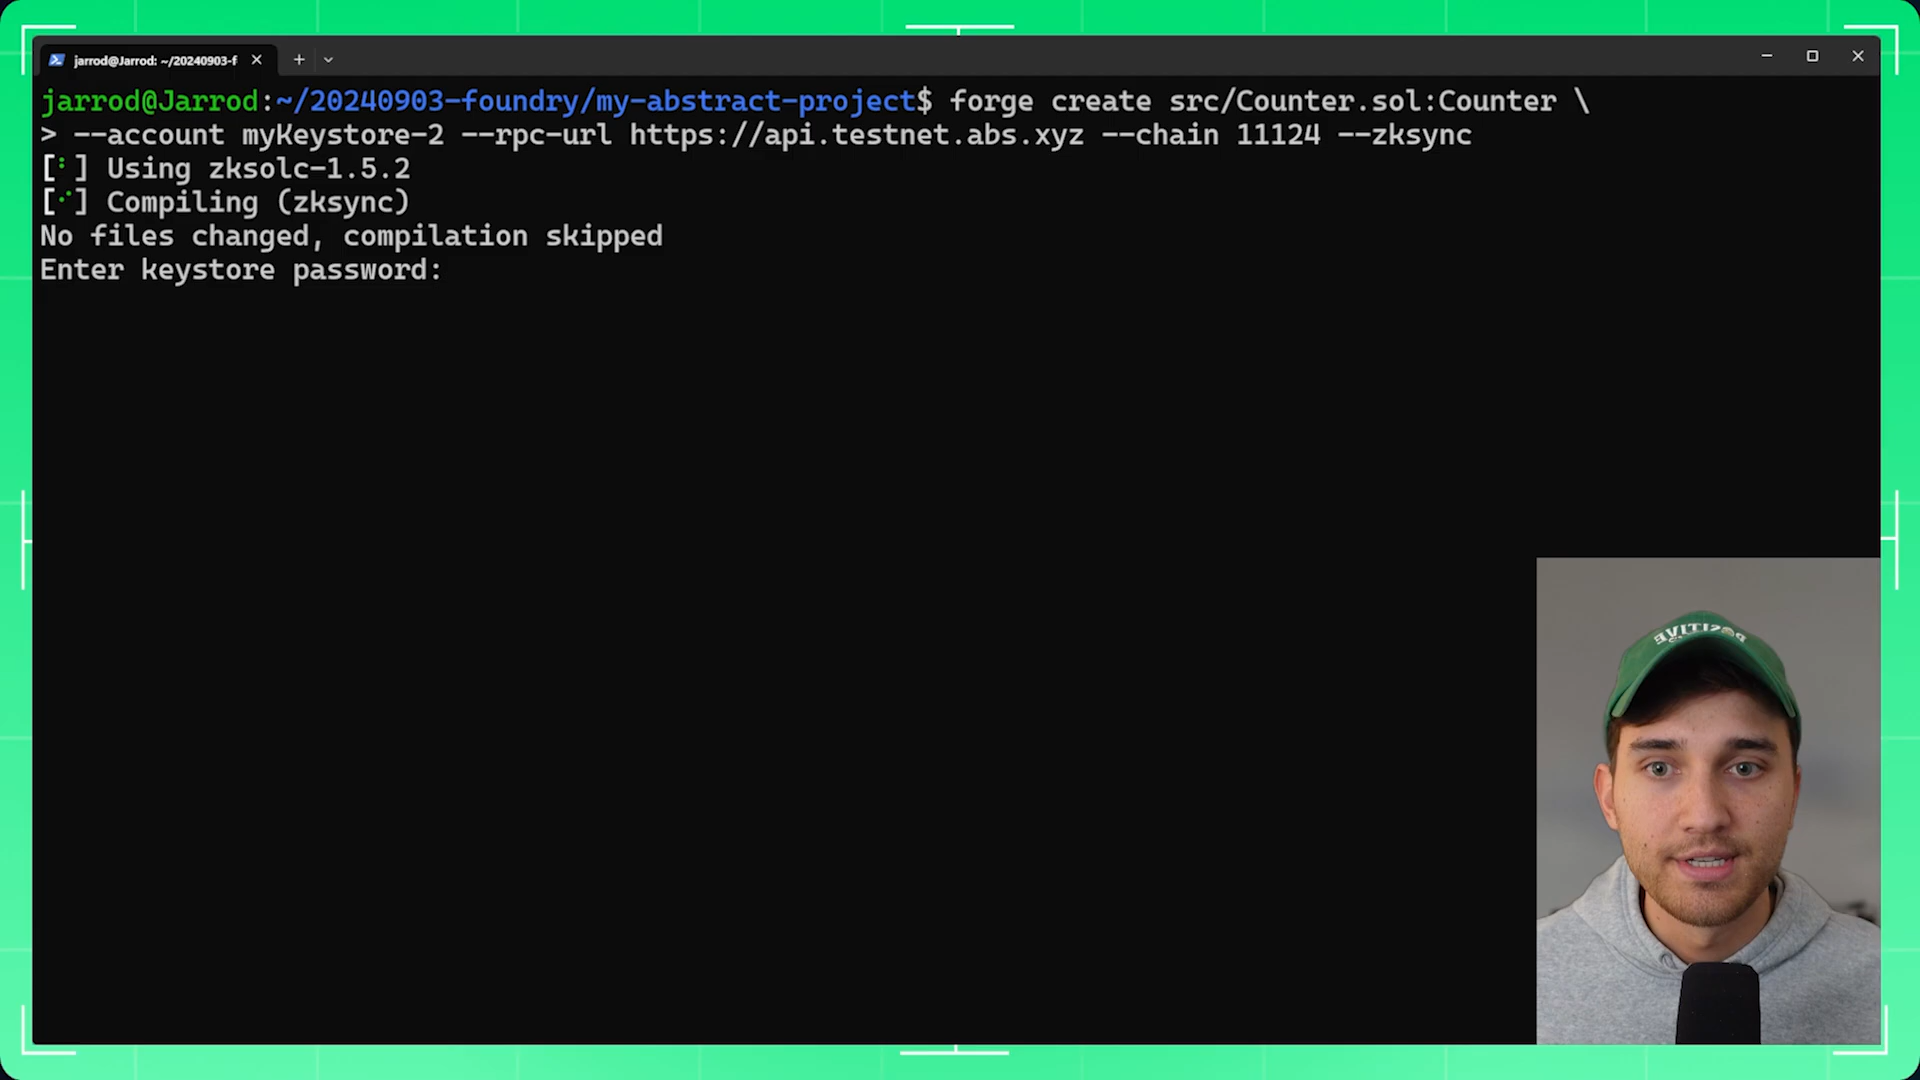 jarrod@Jarrod: ~/20240903-f
jarrod@Jarrod:~/20240903-foundry/my-abstract-project$ forge create src/Counter.sol:Counter \
> --account myKeystore-2 --rpc-url https://api.testnet.abs.xyz --chain 11124 --zksync
[⠃] Using zksolc-1.5.2
[⠊] Compiling (zksync)
No files changed, compilation skipped
Enter keystore password:
POSITIVE